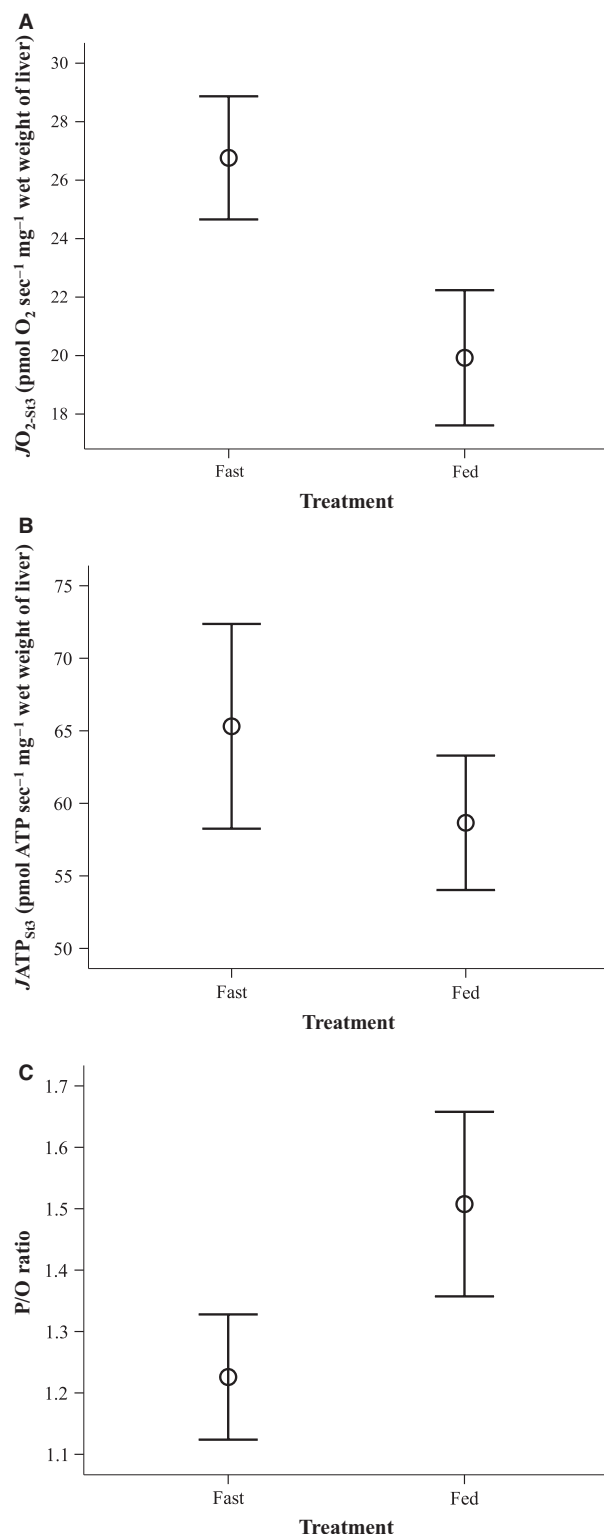 A
JO₂₋St3 (pmol O₂ sec⁻¹ mg⁻¹ wet weight of liver)
30
28
26
24
22
20
18
Fast
Fed
Treatment
B
JATPSt3 (pmol ATP sec⁻¹ mg⁻¹ wet weight of liver)
75
70
65
60
55
50
Fast
Fed
Treatment
C
P/O ratio
1.7
1.6
1.5
1.4
1.3
1.2
1.1
Fast
Fed
Treatment